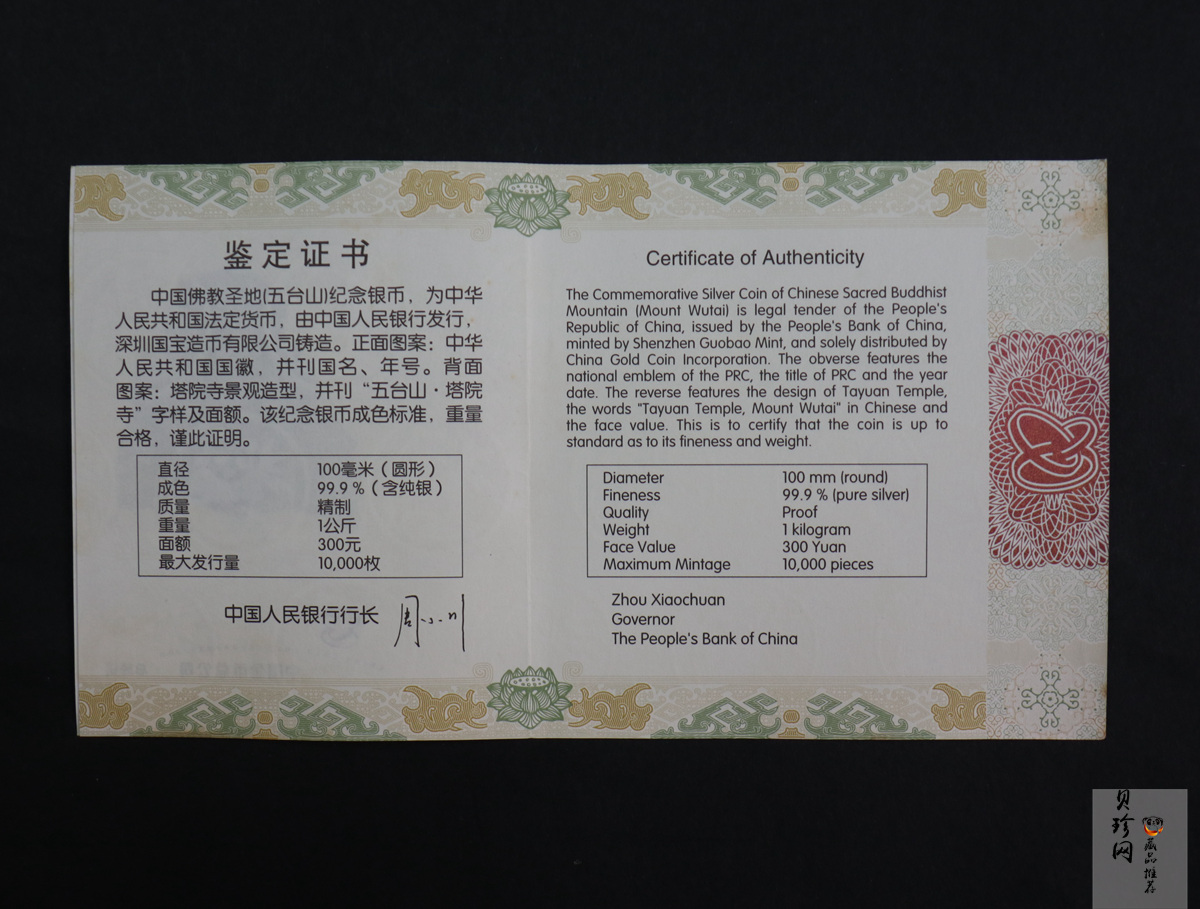 鉴定证书
中国佛教圣地(五台山)纪念银币，为中华
人民共和国法定货币，由中国人民银行发行，
深圳国宝造币有限公司铸造。正面图案：中华
人民共和国国徽，并刊国名、年号。背面
图案：塔院寺景观造型，并刊“五台山·塔院
寺”字样及面额。该纪念银币成色标准，重量
合格，谨此证明。
直径 100毫米（圆形）
成色 99.9 %（含纯银）
质量 精制
重量 1公斤
面额 300元
最大发行量 10,000枚
中国人民银行行长 周小川
Certificate of Authenticity
The Commemorative Silver Coin of Chinese Sacred Buddhist
Mountain (Mount Wutai) is legal tender of the People's
Republic of China, issued by the People's Bank of China,
minted by Shenzhen Guobao Mint, and solely distributed by
China Gold Coin Incorporation. The obverse features the
national emblem of the PRC, the title of PRC and the year
date. The reverse features the design of Tayuan Temple,
the words "Tayuan Temple, Mount Wutai" in Chinese and
the face value. This is to certify that the coin is up to
standard as to its fineness and weight.
Diameter 100 mm (round)
Fineness 99.9 % (pure silver)
Quality Proof
Weight 1 kilogram
Face Value 300 Yuan
Maximum Mintage 10,000 pieces
Zhou Xiaochuan
Governor
The People's Bank of China
贝珍网
藏品推荐